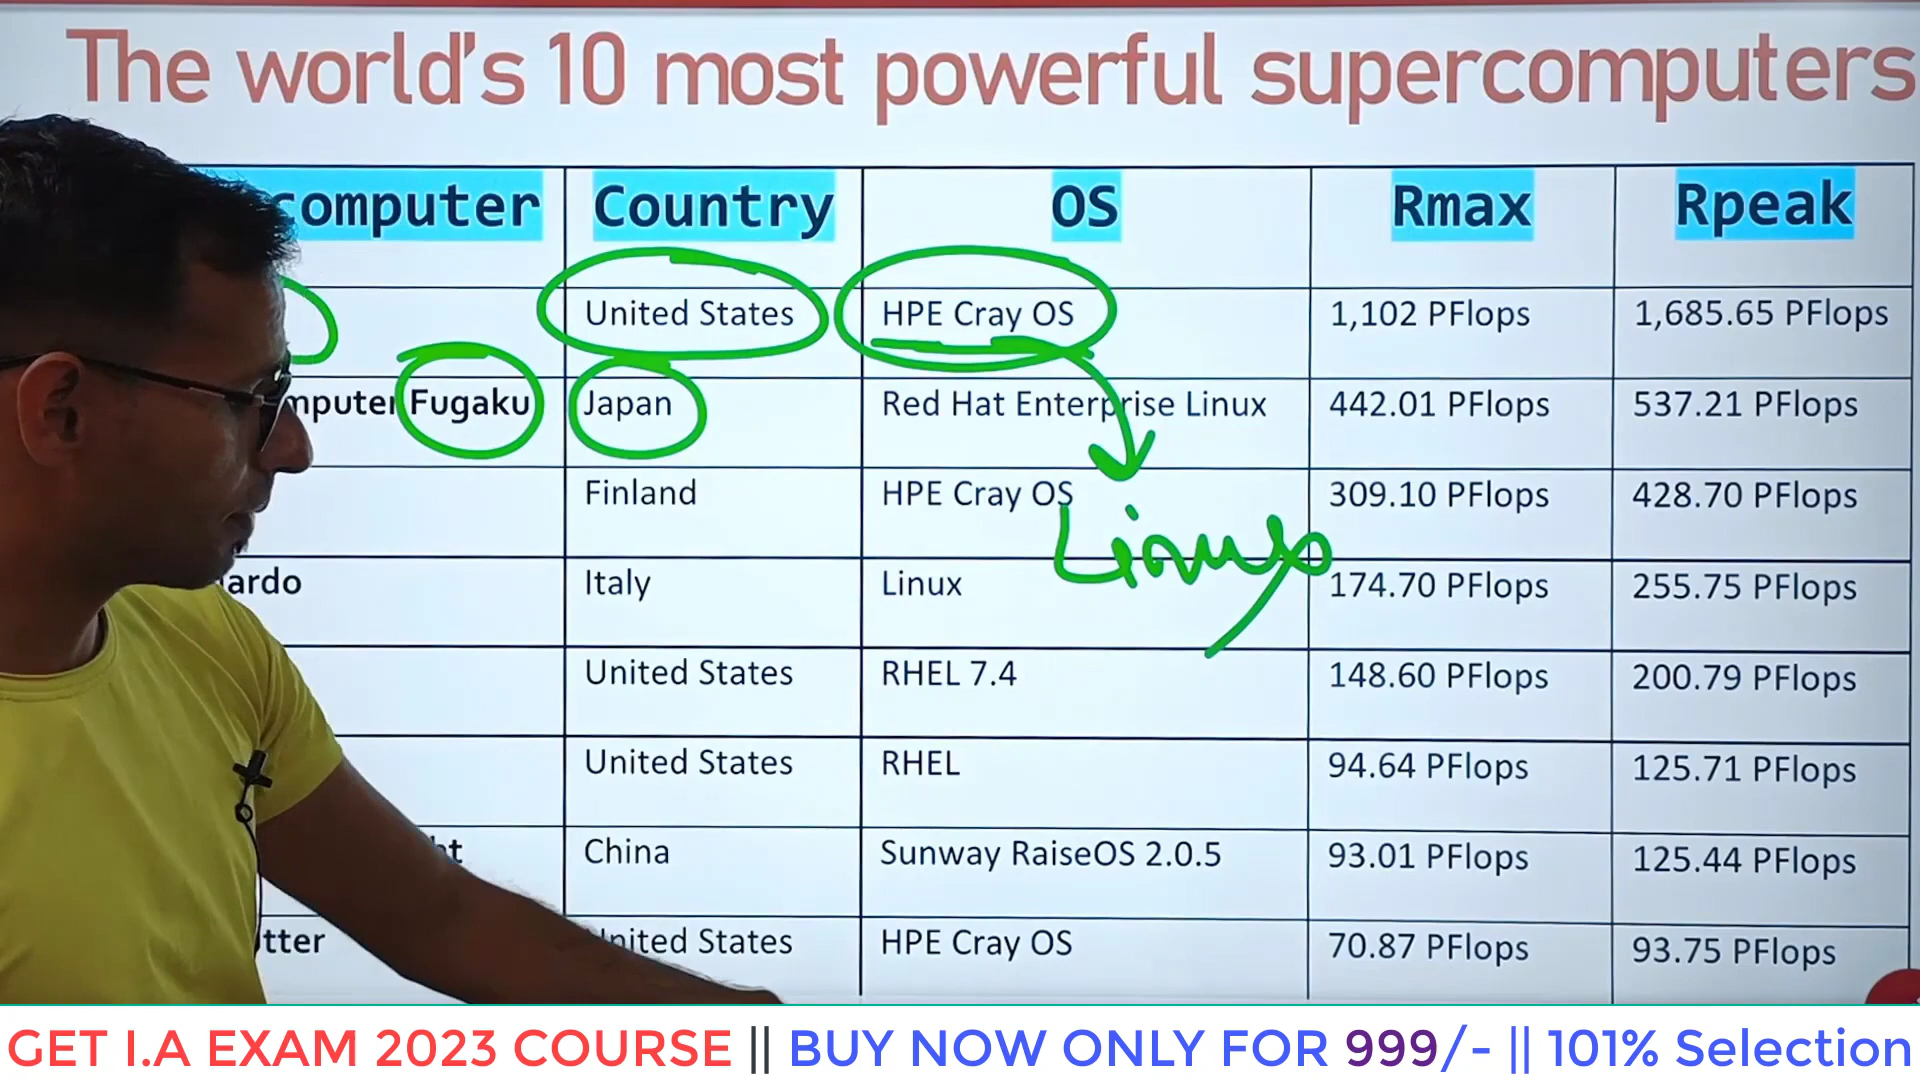 The world's 10 most powerful supercomputers
computer Country OS Rmax Rpeak
United States HPE Cray OS 1,102 PFlops 1,685.65 PFlops
mputer Fugaku Japan Red Hat Enterprise Linux 442.01 PFlops 537.21 PFlops
Finland HPE Cray OS 309.10 PFlops 428.70 PFlops
Linux
ardo Italy Linux 174.70 PFlops 255.75 PFlops
United States RHEL 7.4 148.60 PFlops 200.79 PFlops
United States RHEL 94.64 PFlops 125.71 PFlops
ht China Sunway RaiseOS 2.0.5 93.01 PFlops 125.44 PFlops
tter United States HPE Cray OS 70.87 PFlops 93.75 PFlops
GET I.A EXAM 2023 COURSE || BUY NOW ONLY FOR 999/- || 101% Selection